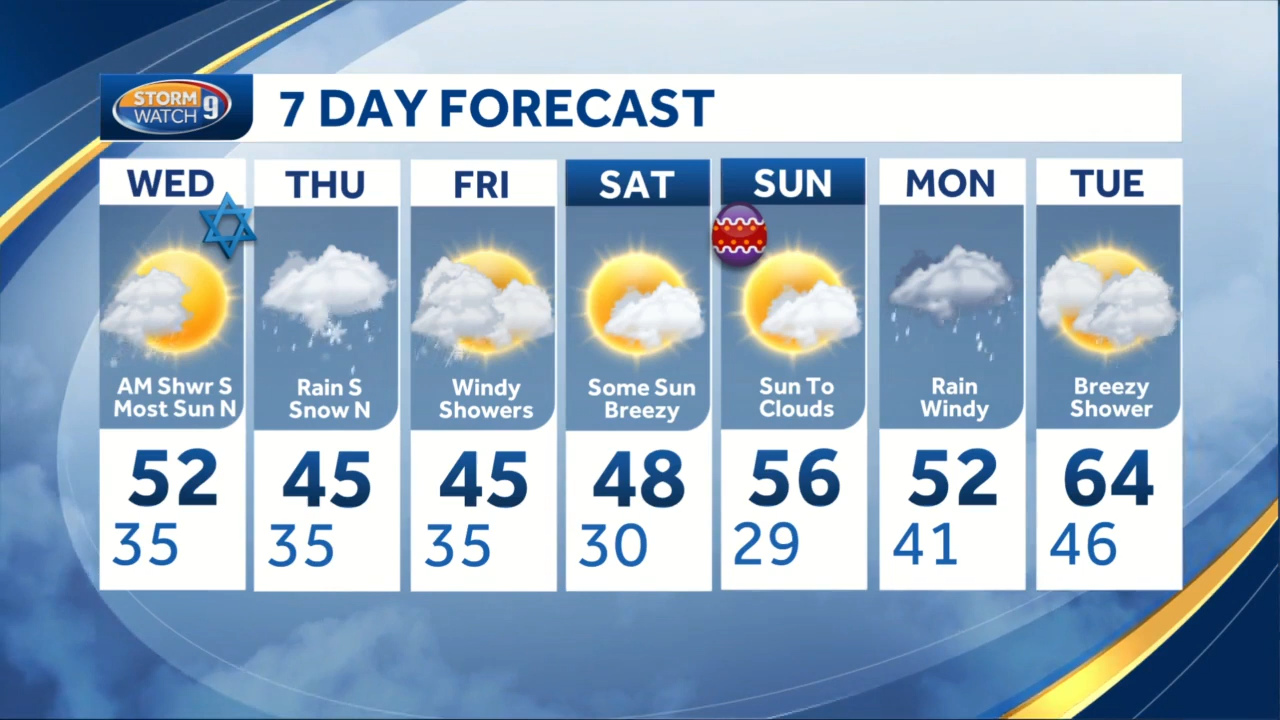 STORM
WATCH 9
7 DAY FORECAST
WED
THU
FRI
SAT
SUN
MON
TUE
AM Shwr S
Most Sun N
Rain S
Snow N
Windy
Showers
Some Sun
Breezy
Sun To
Clouds
Rain
Windy
Breezy
Shower
52
45
45
48
56
52
64
35
35
35
30
29
41
46